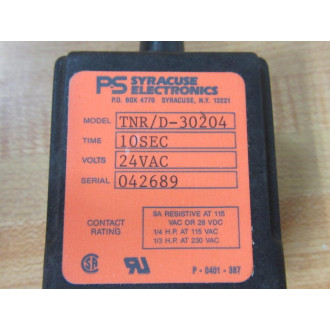 PS SYRACUSE ELECTRONICS
P.O. BOX 4770 SYRACUSE, N.Y. 13221
MODEL TNR/D-30204
TIME 10SEC
VOLTS 24VAC
SERIAL 042689
CONTACT RATING
5A RESISTIVE AT 115
VAC OR 28 VDC
1/4 H.P. AT 115 VAC
1/3 H.P. AT 230 VAC
P-0401-387